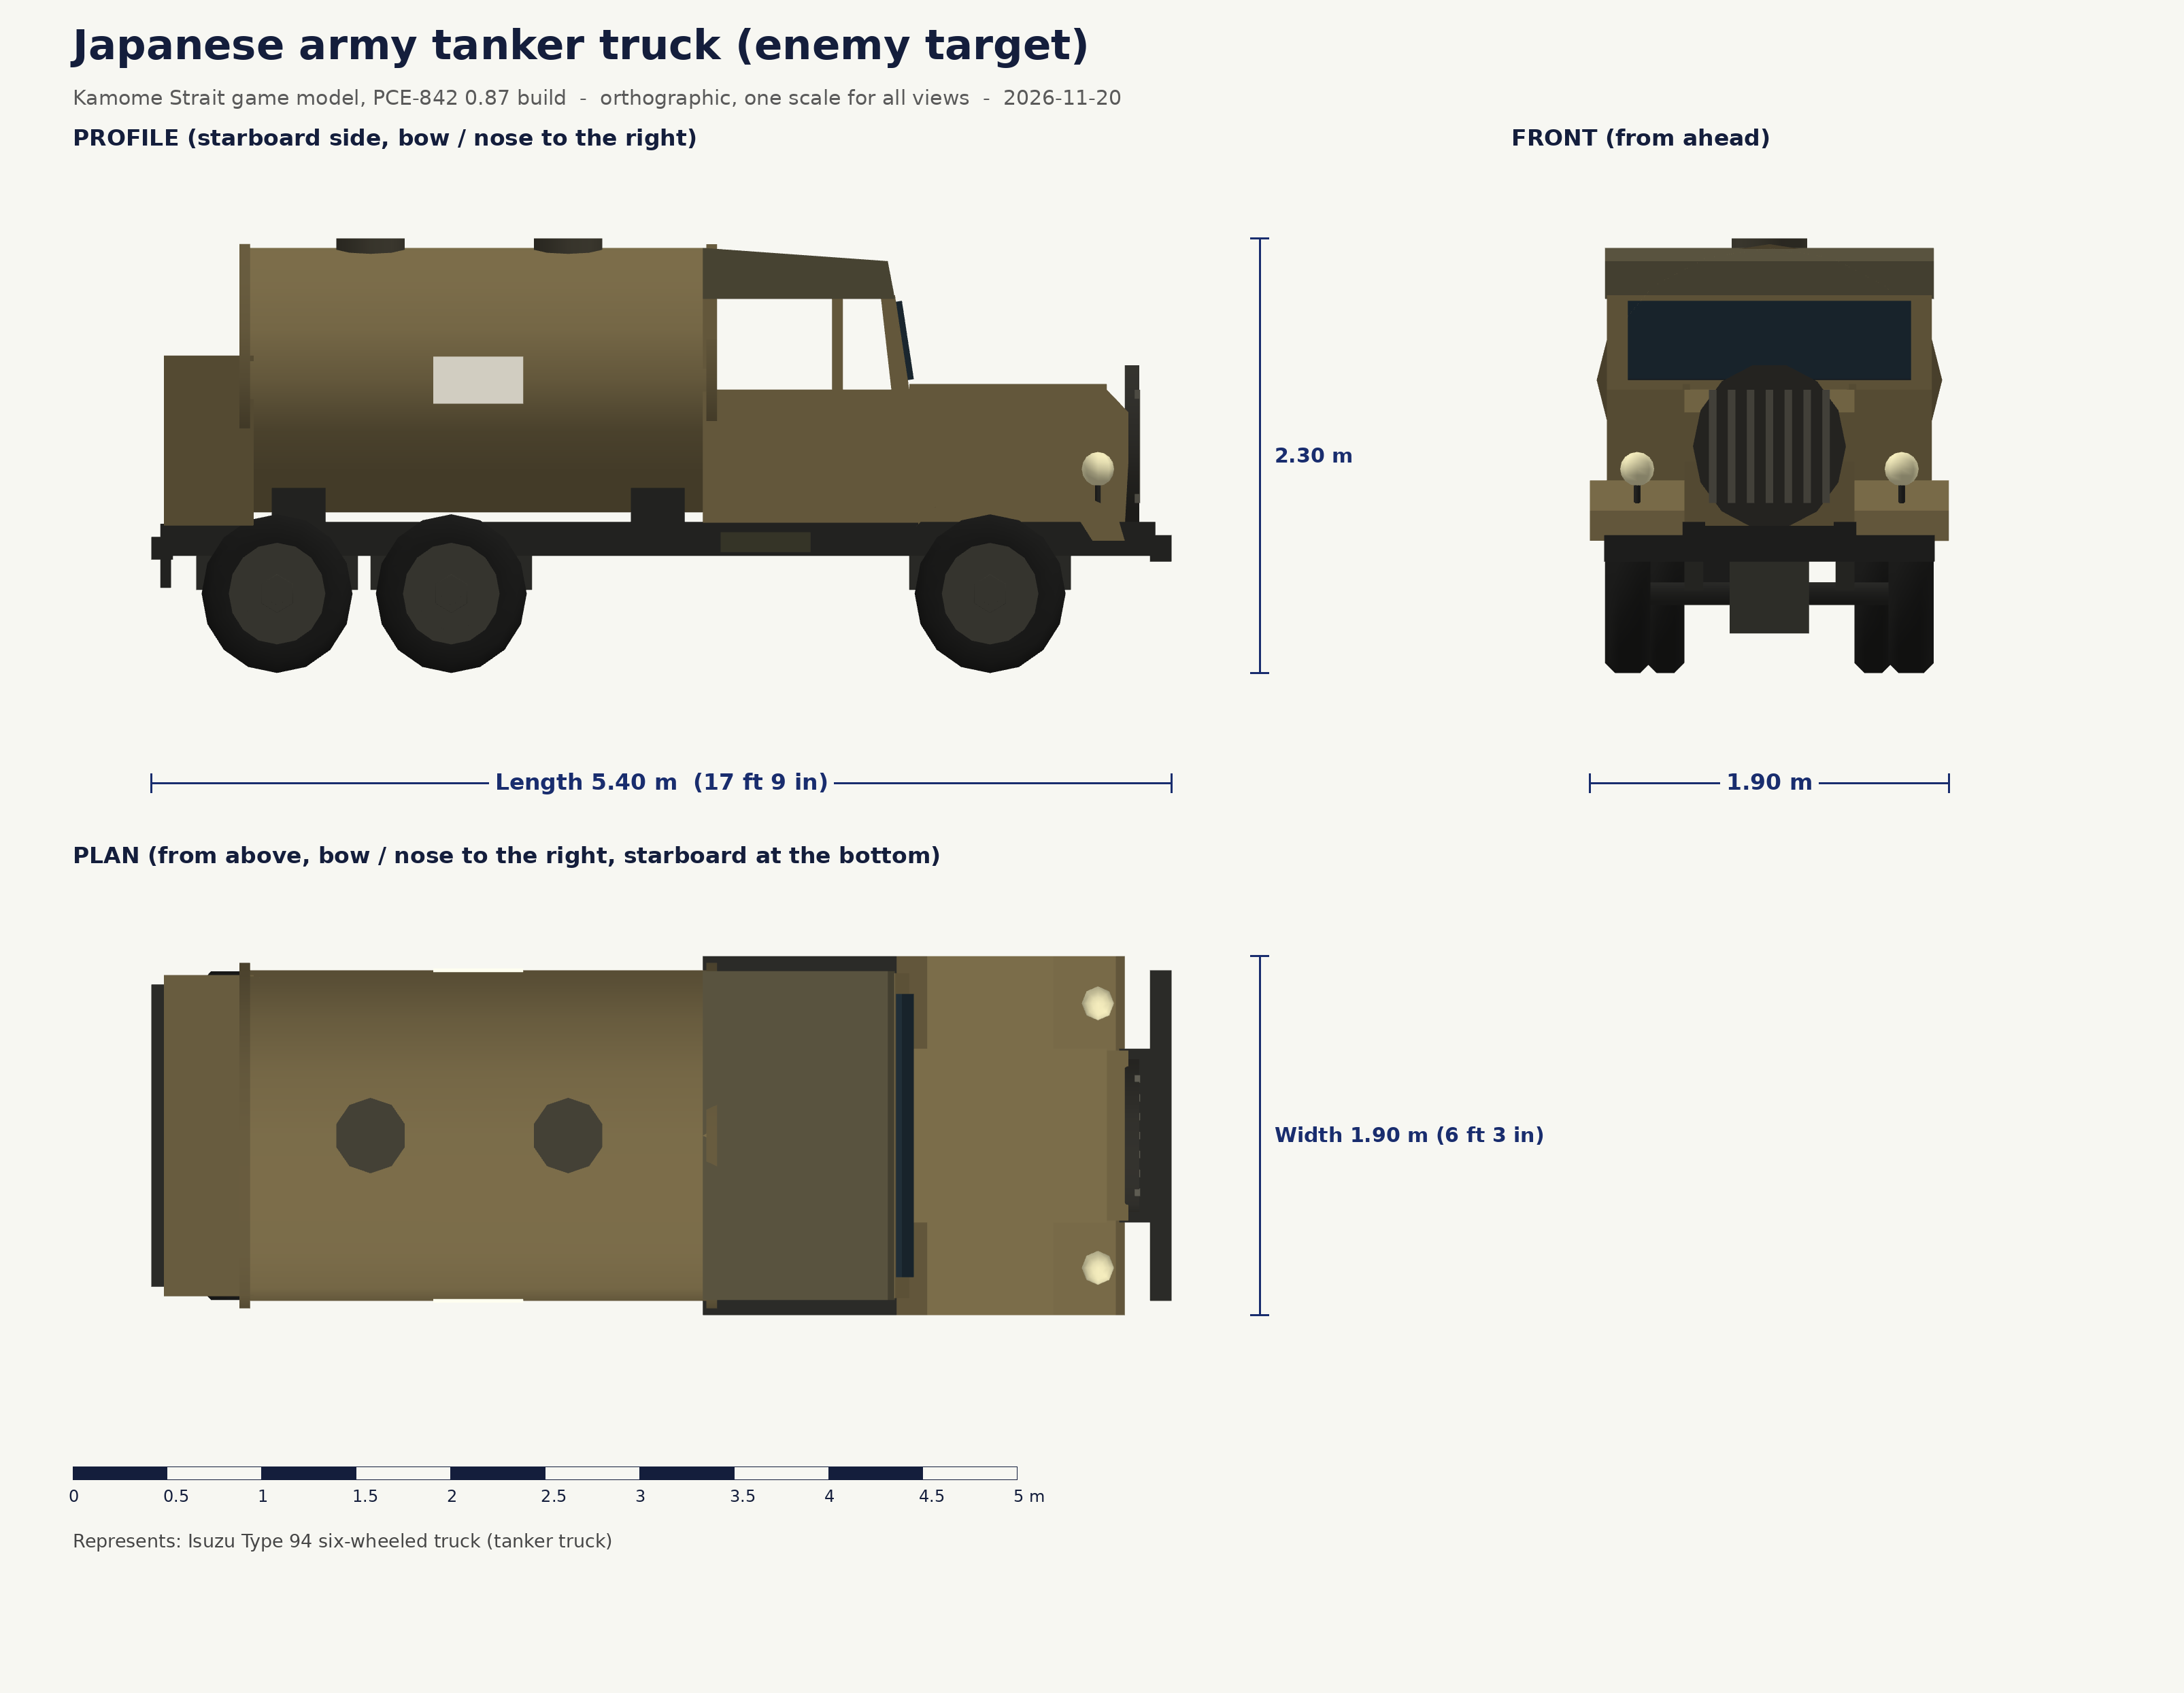 Japanese army tanker truck (enemy target)
Kamome Strait game model, PCE-842 0.87 build - orthographic, one scale for all views - 2026-11-20
PROFILE (starboard side, bow / nose to the right)
FRONT (from ahead)
2.30 m
Length 5.40 m (17 ft 9 in)
1.90 m
PLAN (from above, bow / nose to the right, starboard at the bottom)
Width 1.90 m (6 ft 3 in)
0 0.5 1 1.5 2 2.5 3 3.5 4 4.5 5 m
Represents: Isuzu Type 94 six-wheeled truck (tanker truck)